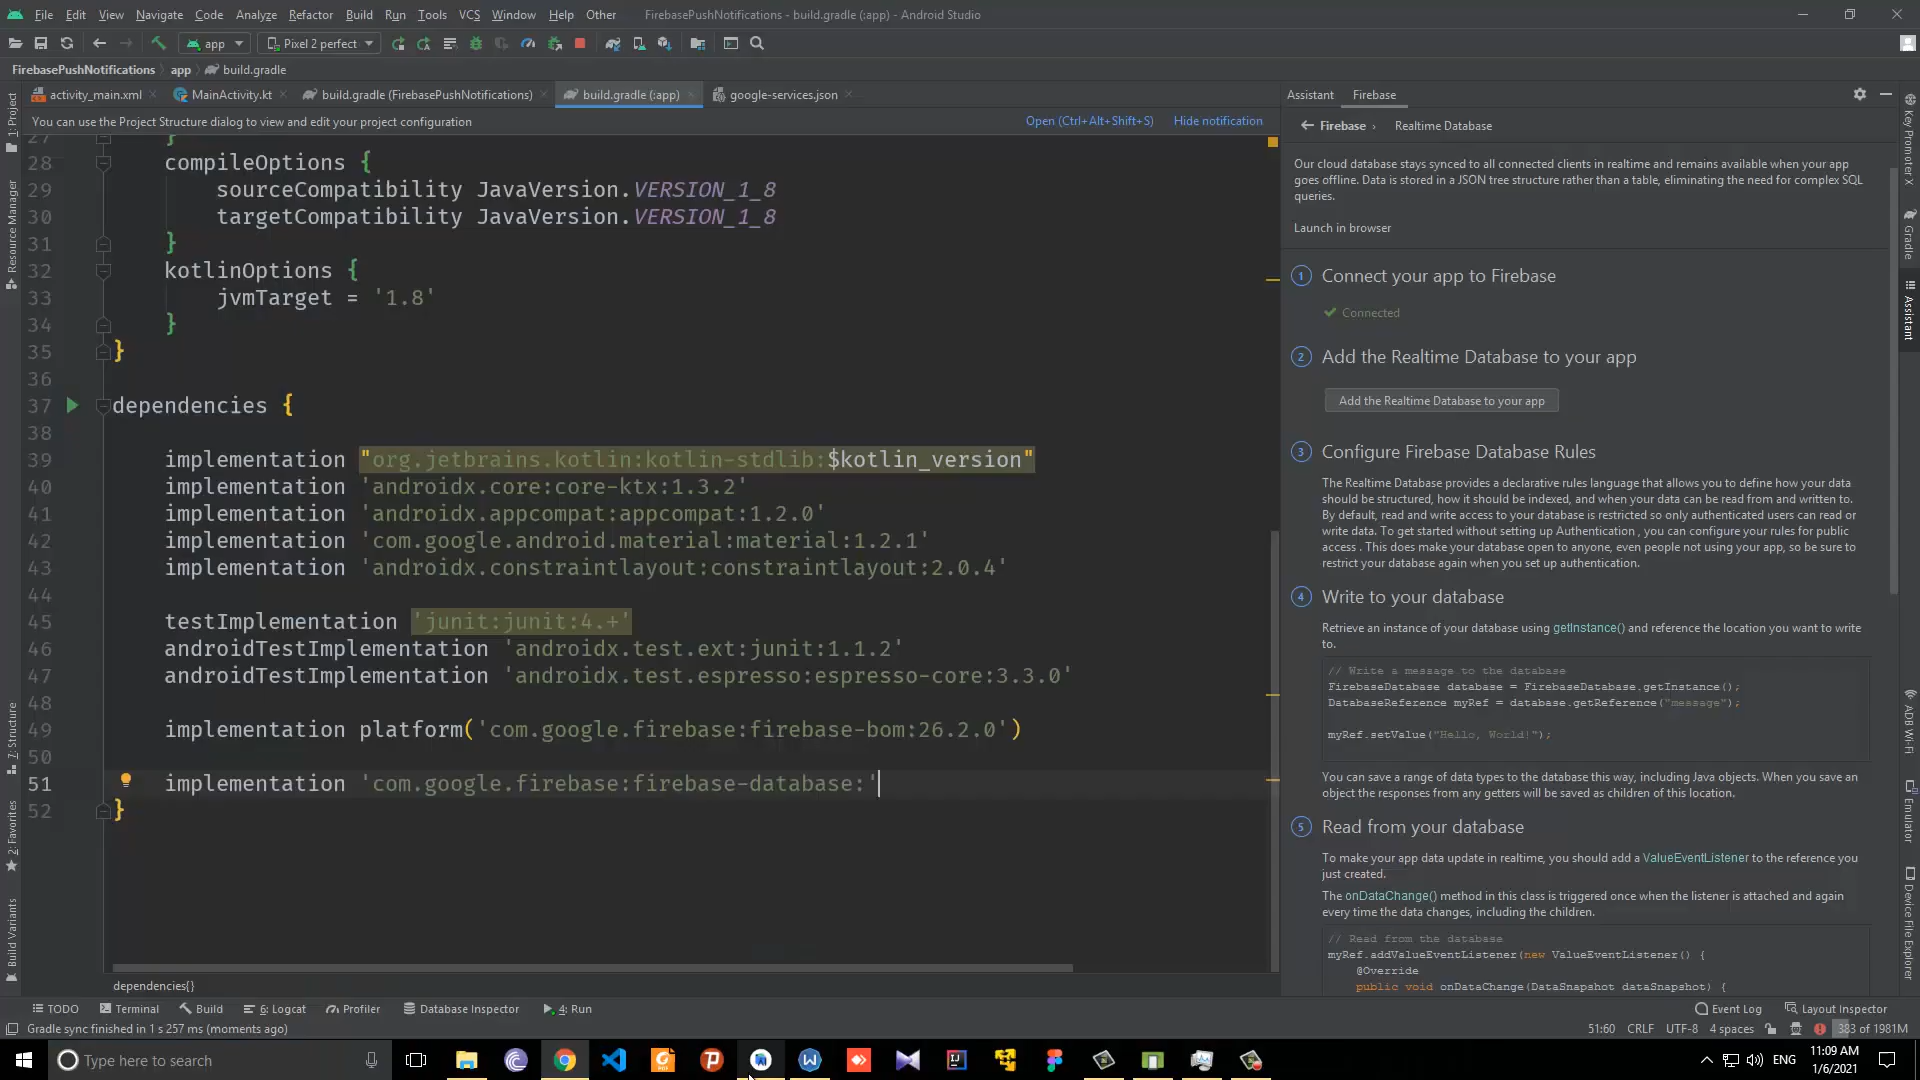 File Edit View Navigate Code Analyze Refactor Build Run Tools VCS Window Help Other FirebasePushNotifications - build.gradle (:app) - Android Studio
app Pixel 2 perfect
FirebasePushNotifications app build.gradle
activity_main.xml MainActivity.kt build.gradle (FirebasePushNotifications) build.gradle (:app) google-services.json
You can use the Project Structure dialog to view and edit your project configuration Open (Ctrl+Alt+Shift+S) Hide notification
27 }
28 compileOptions {
29 sourceCompatibility JavaVersion.VERSION_1_8
30 targetCompatibility JavaVersion.VERSION_1_8
31 }
32 kotlinOptions {
33 jvmTarget = '1.8'
34 }
35 }
36
37 dependencies {
38
39 implementation "org.jetbrains.kotlin:kotlin-stdlib:$kotlin_version"
40 implementation 'androidx.core:core-ktx:1.3.2'
41 implementation 'androidx.appcompat:appcompat:1.2.0'
42 implementation 'com.google.android.material:material:1.2.1'
43 implementation 'androidx.constraintlayout:constraintlayout:2.0.4'
44
45 testImplementation 'junit:junit:4.+'
46 androidTestImplementation 'androidx.test.ext:junit:1.1.2'
47 androidTestImplementation 'androidx.test.espresso:espresso-core:3.3.0'
48
49 implementation platform('com.google.firebase:firebase-bom:26.2.0')
50
51 implementation 'com.google.firebase:firebase-database:'
52 }
dependencies{}
1: Project
Resource Manager
7: Structure
2: Favorites
Build Variants
Assistant Firebase
Firebase › Realtime Database
Our cloud database stays synced to all connected clients in realtime and remains available when your app
goes offline. Data is stored in a JSON tree structure rather than a table, eliminating the need for complex SQL
queries.
Launch in browser
1 Connect your app to Firebase
Connected
2 Add the Realtime Database to your app
Add the Realtime Database to your app
3 Configure Firebase Database Rules
The Realtime Database provides a declarative rules language that allows you to define how your data
should be structured, how it should be indexed, and when your data can be read from and written to.
By default, read and write access to your database is restricted so only authenticated users can read or
write data. To get started without setting up Authentication , you can configure your rules for public
access . This does make your database open to anyone, even people not using your app, so be sure to
restrict your database again when you set up authentication.
4 Write to your database
Retrieve an instance of your database using getInstance() and reference the location you want to write
to.
// Write a message to the database
FirebaseDatabase database = FirebaseDatabase.getInstance();
DatabaseReference myRef = database.getReference("message");
myRef.setValue("Hello, World!");
You can save a range of data types to the database this way, including Java objects. When you save an
object the responses from any getters will be saved as children of this location.
5 Read from your database
To make your app data update in realtime, you should add a ValueEventListener to the reference you
just created.
The onDataChange() method in this class is triggered once when the listener is attached and again
every time the data changes, including the children.
// Read from the database
myRef.addValueEventListener(new ValueEventListener() {
@Override
public void onDataChange(DataSnapshot dataSnapshot) {
Key Promoter X
Gradle
Assistant
ADB Wi-Fi
Emulator
Device File Explorer
TODO Terminal Build 6: Logcat Profiler Database Inspector 4: Run Event Log Layout Inspector
Gradle sync finished in 1 s 257 ms (moments ago) 51:60 CRLF UTF-8 4 spaces 383 of 1981M
Type here to search ENG 11:09 AM
1/6/2021